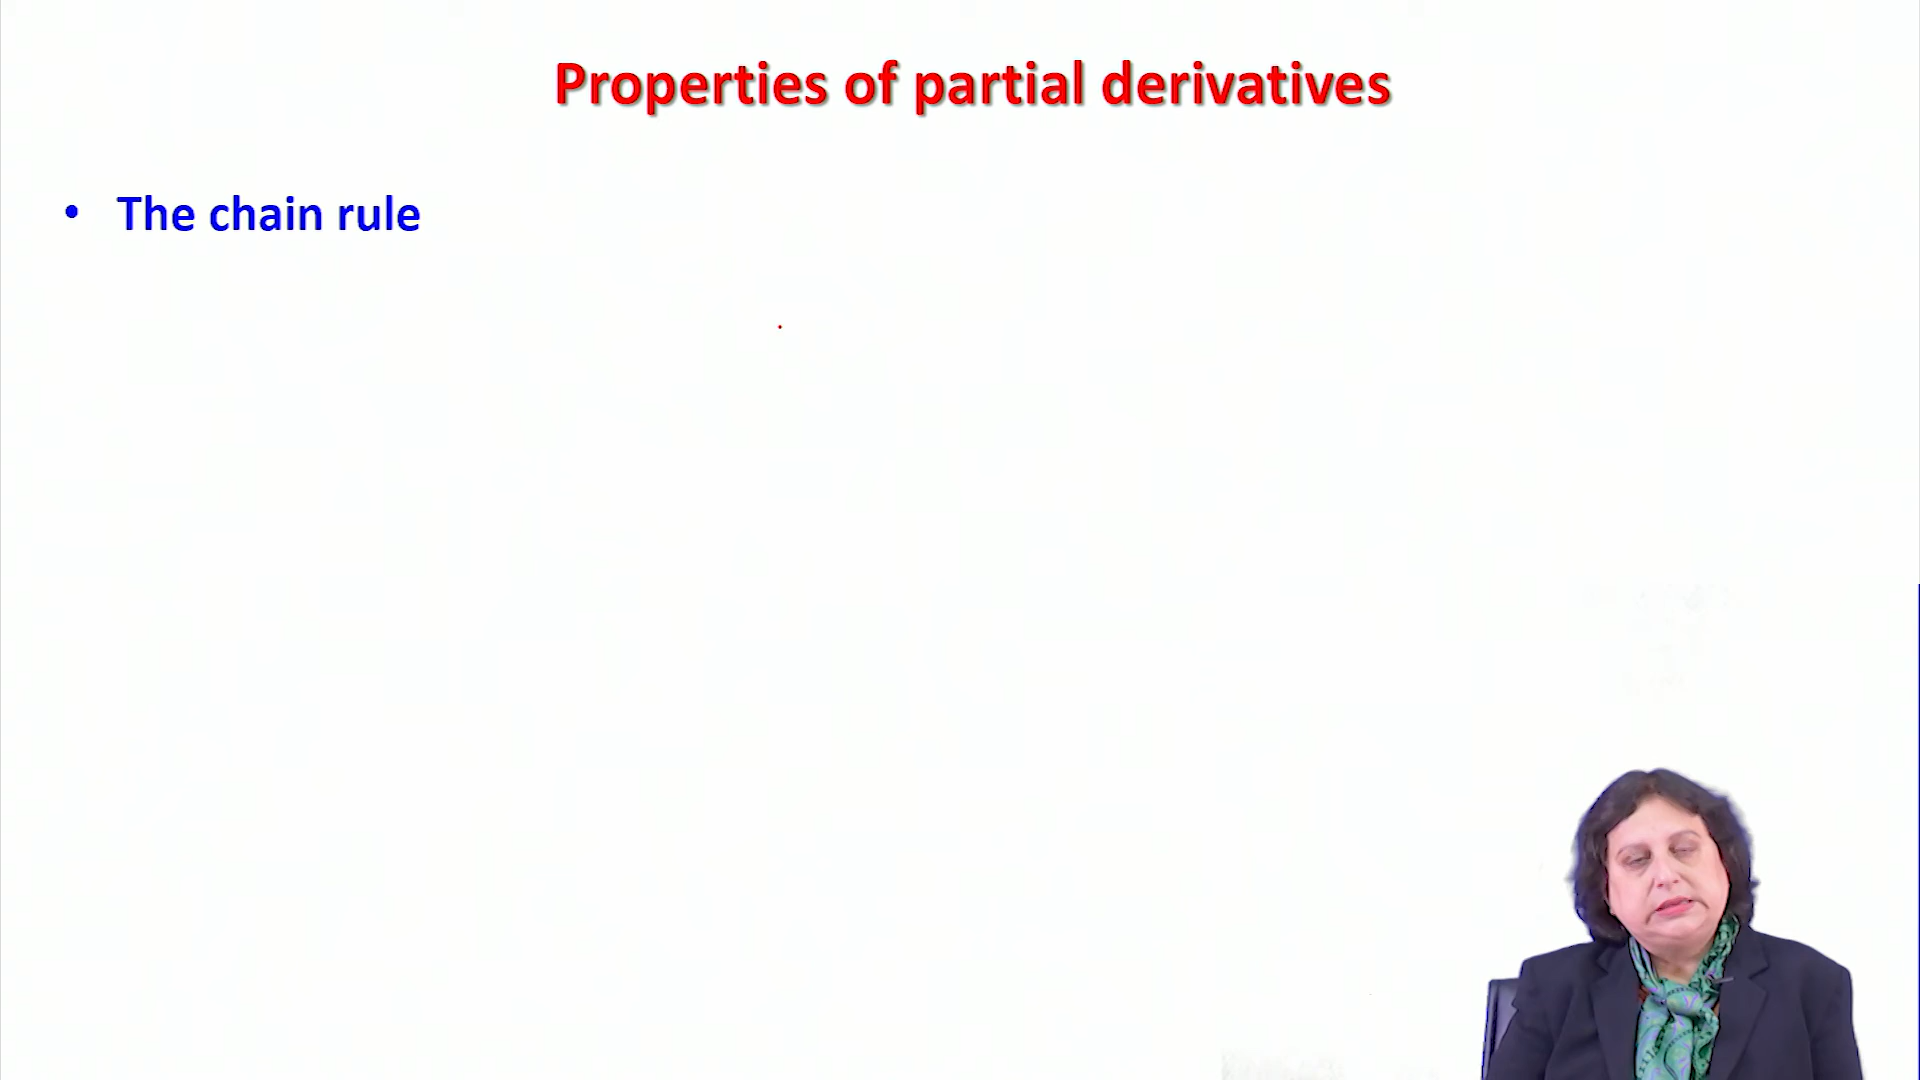 Properties of partial derivatives
• The chain rule